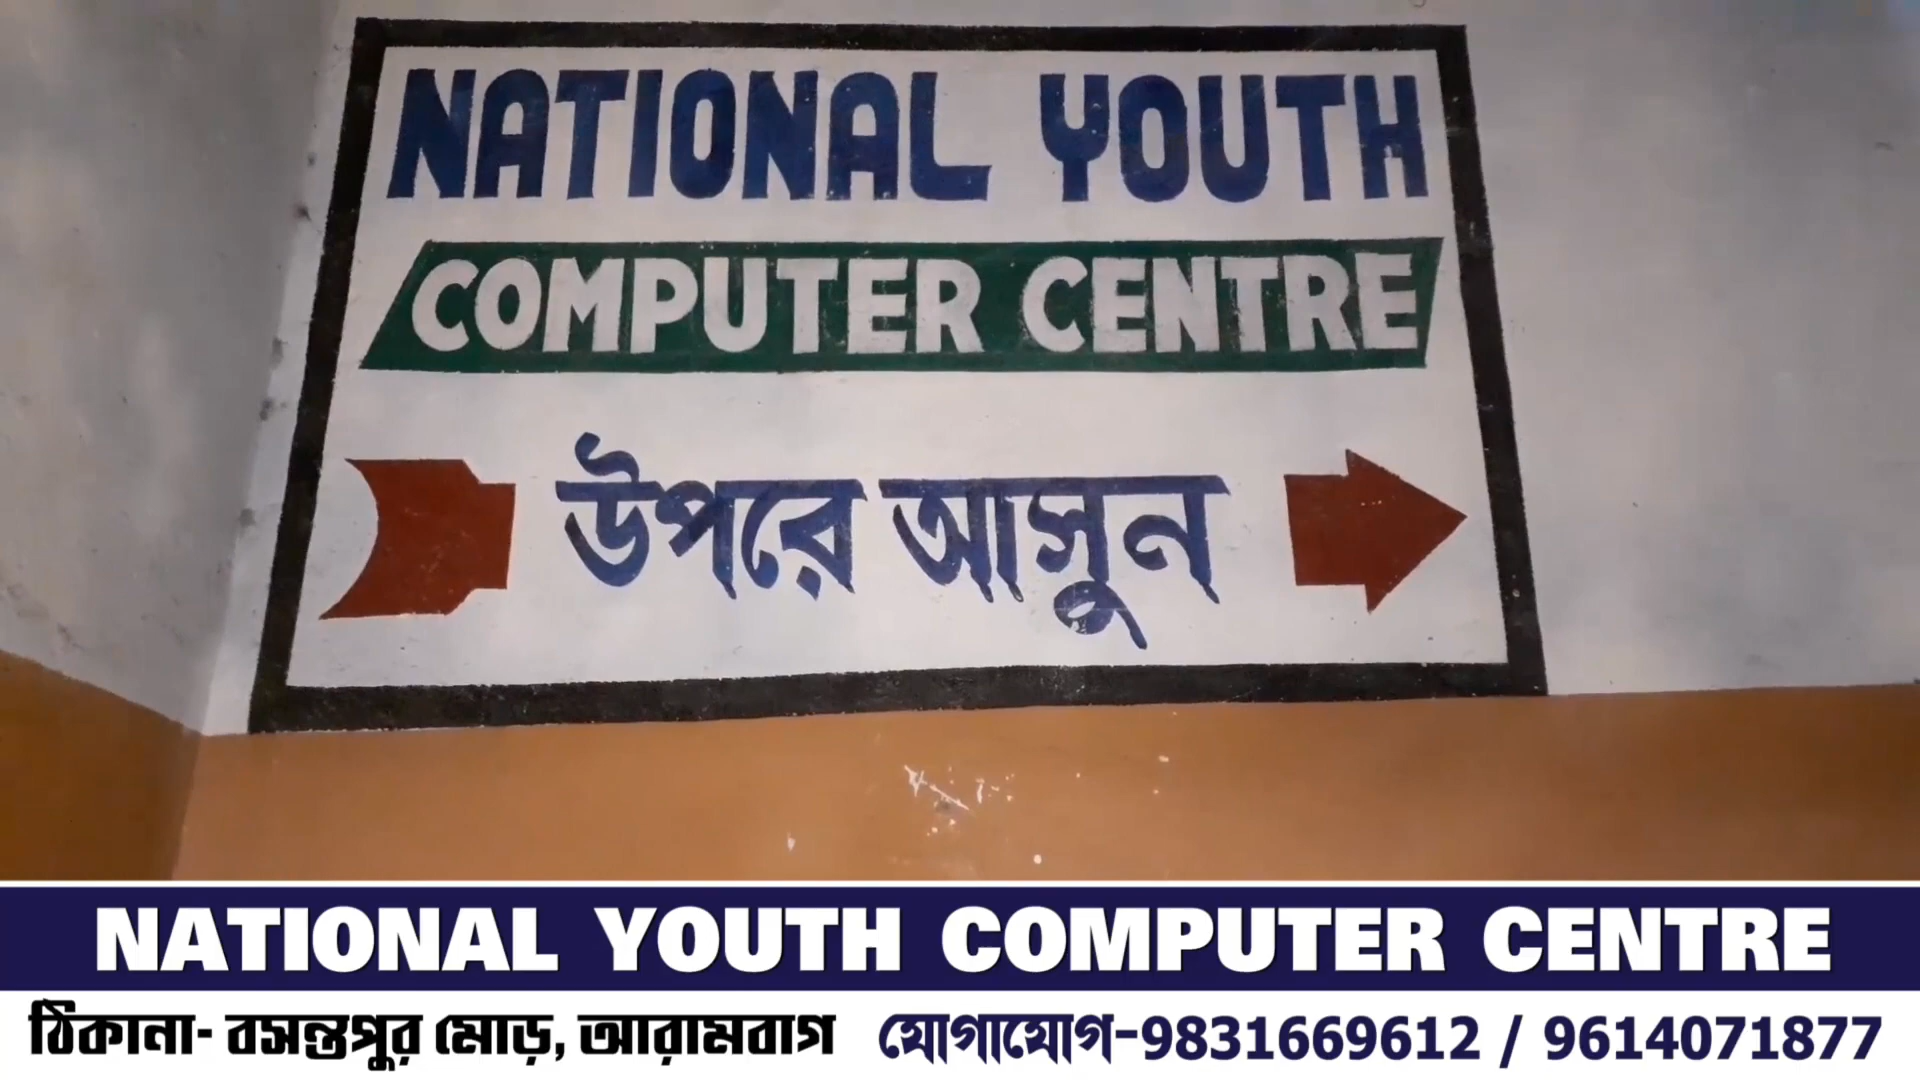 NATIONAL YOUTH
COMPUTER CENTRE
উপরে আসুন
NATIONAL YOUTH COMPUTER CENTRE
ঠিকানা- বসন্তপুর মোড়, আরামবাগ যোগাযোগ-9831669612 / 9614071877